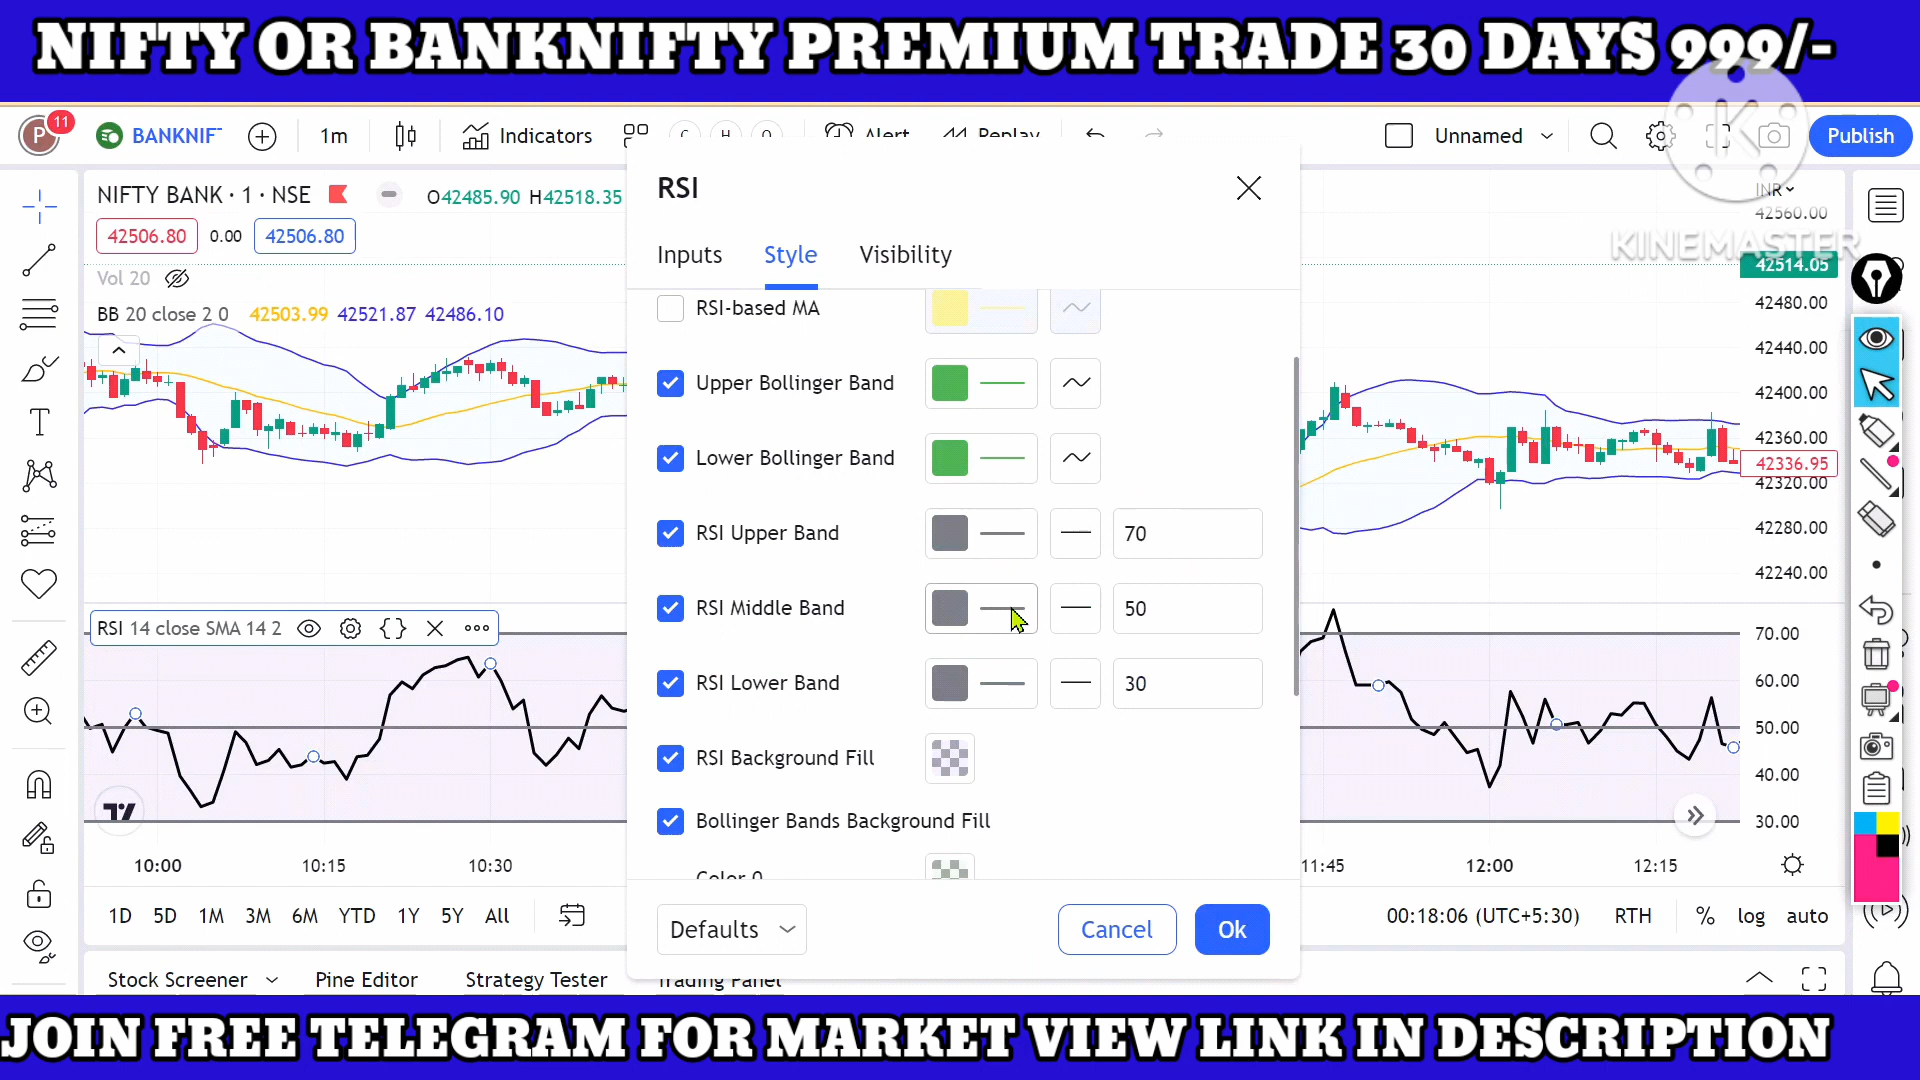 NIFTY OR BANKNIFTY PREMIUM TRADE 30 DAYS 999/-
P 11 BANKNIF 1m Indicators C H O Alert Replay Unnamed Publish
K
KINEMASTER
NIFTY BANK · 1 · NSE O42485.90 H42518.35
42506.80 0.00 42506.80
Vol 20
BB 20 close 2 0 42503.99 42521.87 42486.10
RSI
Inputs Style Visibility
RSI-based MA
Upper Bollinger Band
Lower Bollinger Band
RSI Upper Band 70
RSI Middle Band 50
RSI Lower Band 30
RSI Background Fill
Bollinger Bands Background Fill
Color 0
Defaults Cancel Ok
INR
42560.00
42514.05
42480.00
42440.00
42400.00
42360.00
42336.95
42320.00
42280.00
42240.00
RSI 14 close SMA 14 2
70.00
60.00
50.00
40.00
30.00
10:00 10:15 10:30 11:45 12:00 12:15
1D 5D 1M 3M 6M YTD 1Y 5Y All 00:18:06 (UTC+5:30) RTH % log auto
Stock Screener Pine Editor Strategy Tester Trading Panel
JOIN FREE TELEGRAM FOR MARKET VIEW LINK IN DESCRIPTION